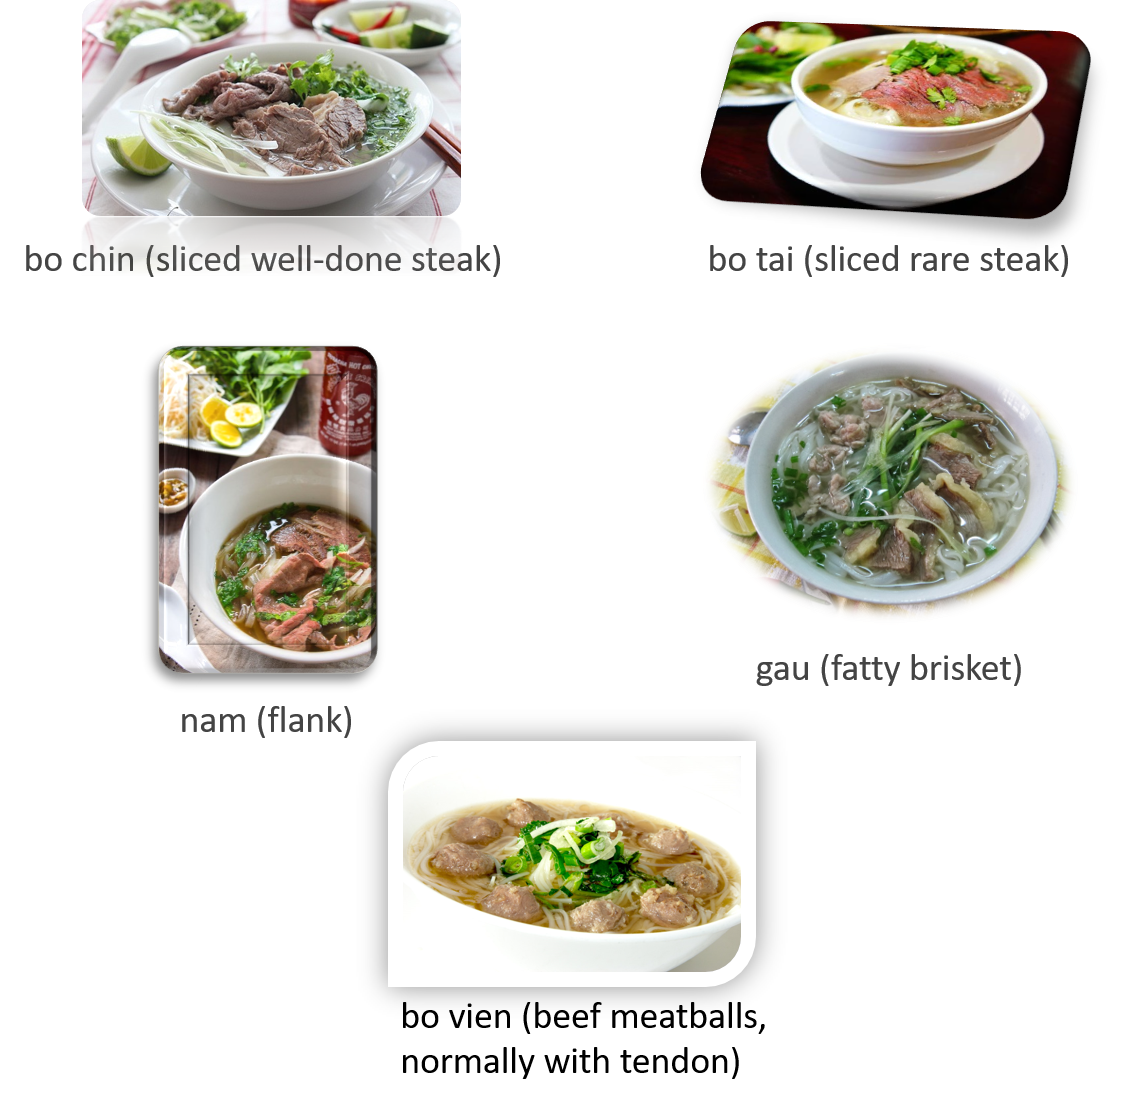 bo chin (sliced well-done steak)
bo tai (sliced rare steak)
nam (flank)
gau (fatty brisket)
bo vien (beef meatballs,
normally with tendon)